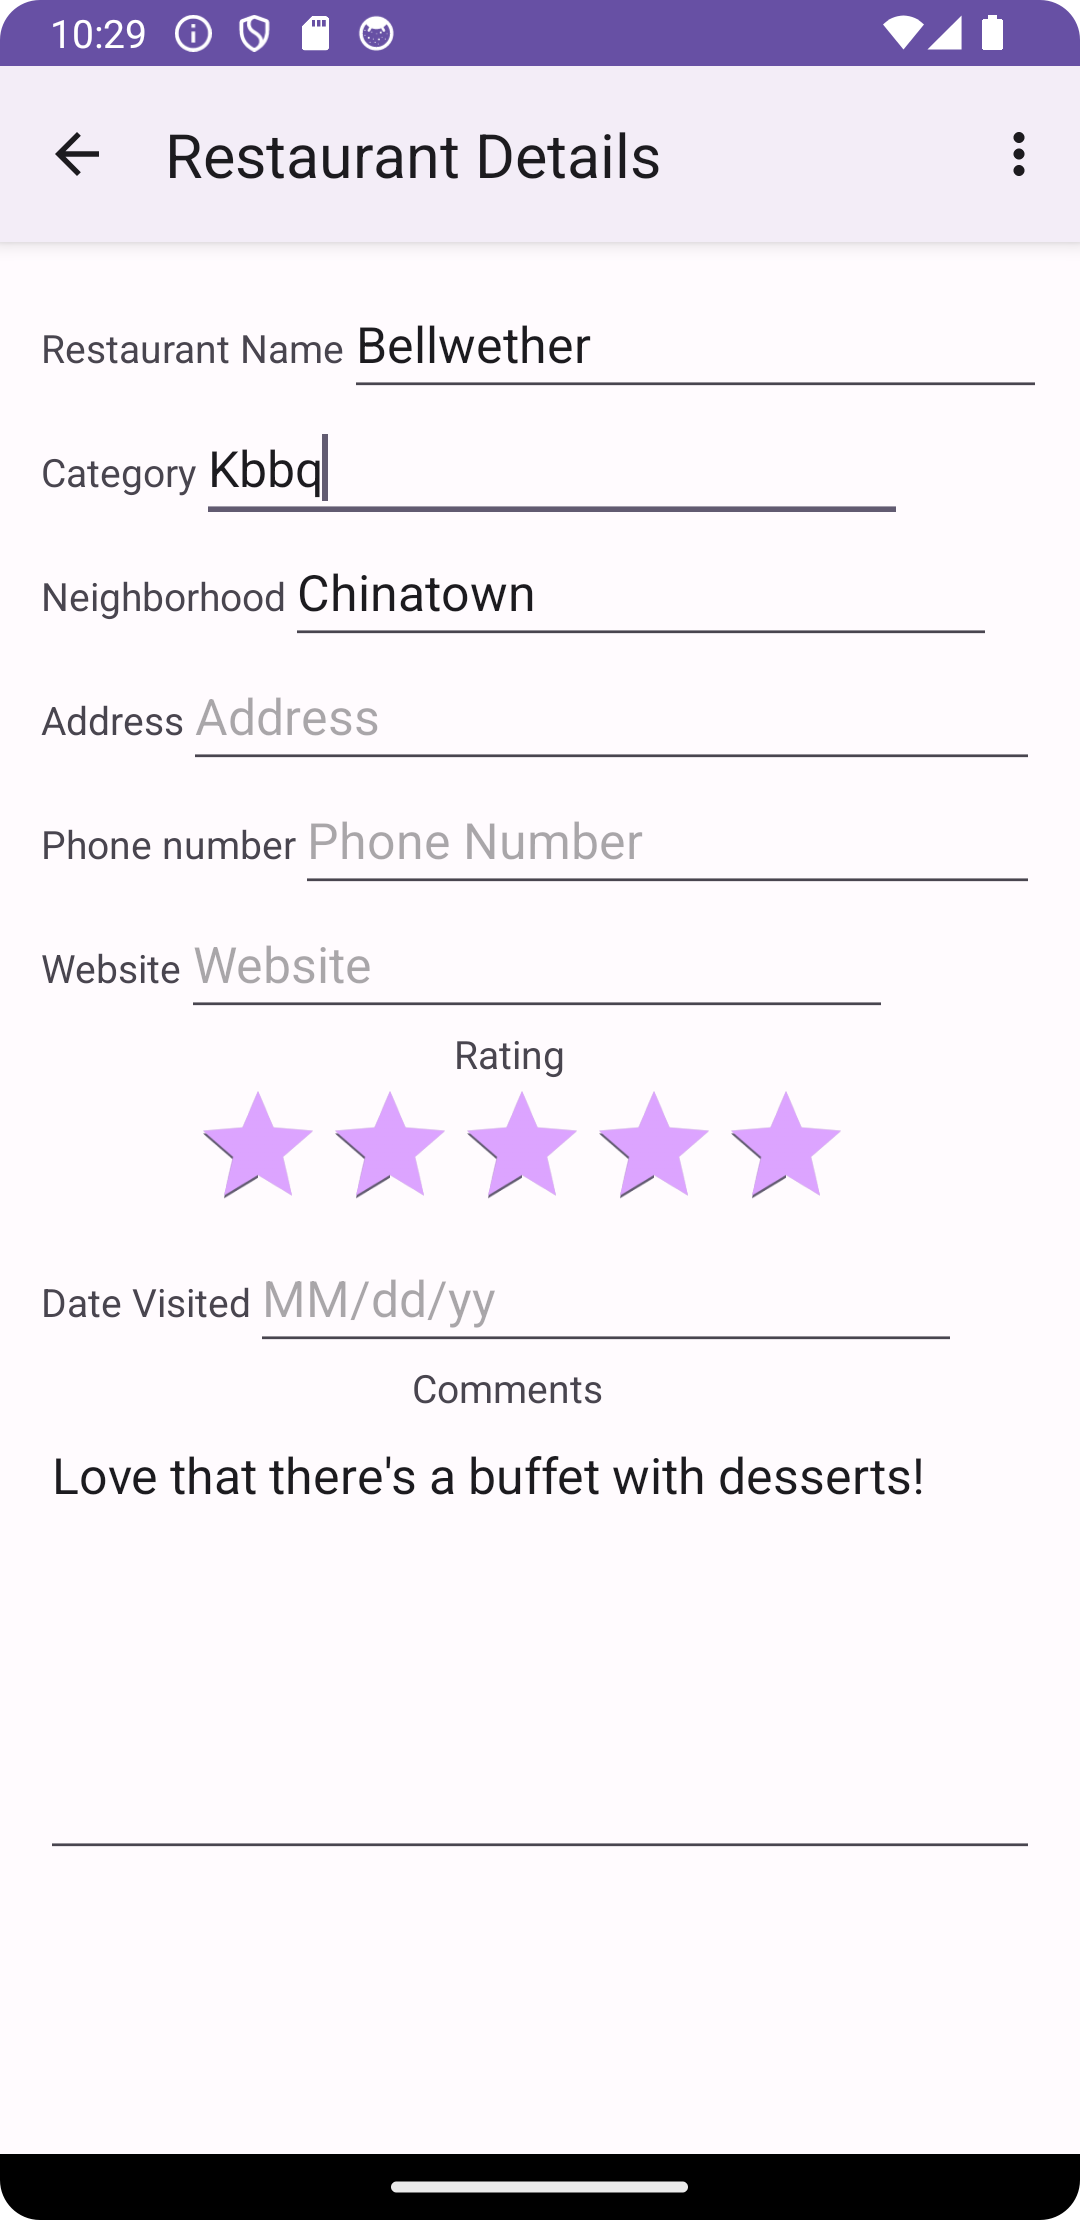 10:29
Restaurant Details
Restaurant Name Bellwether
Category Kbbq
Neighborhood Chinatown
Address Address
Phone number Phone Number
Website Website
Rating
Date Visited MM/dd/yy
Comments
Love that there's a buffet with desserts!